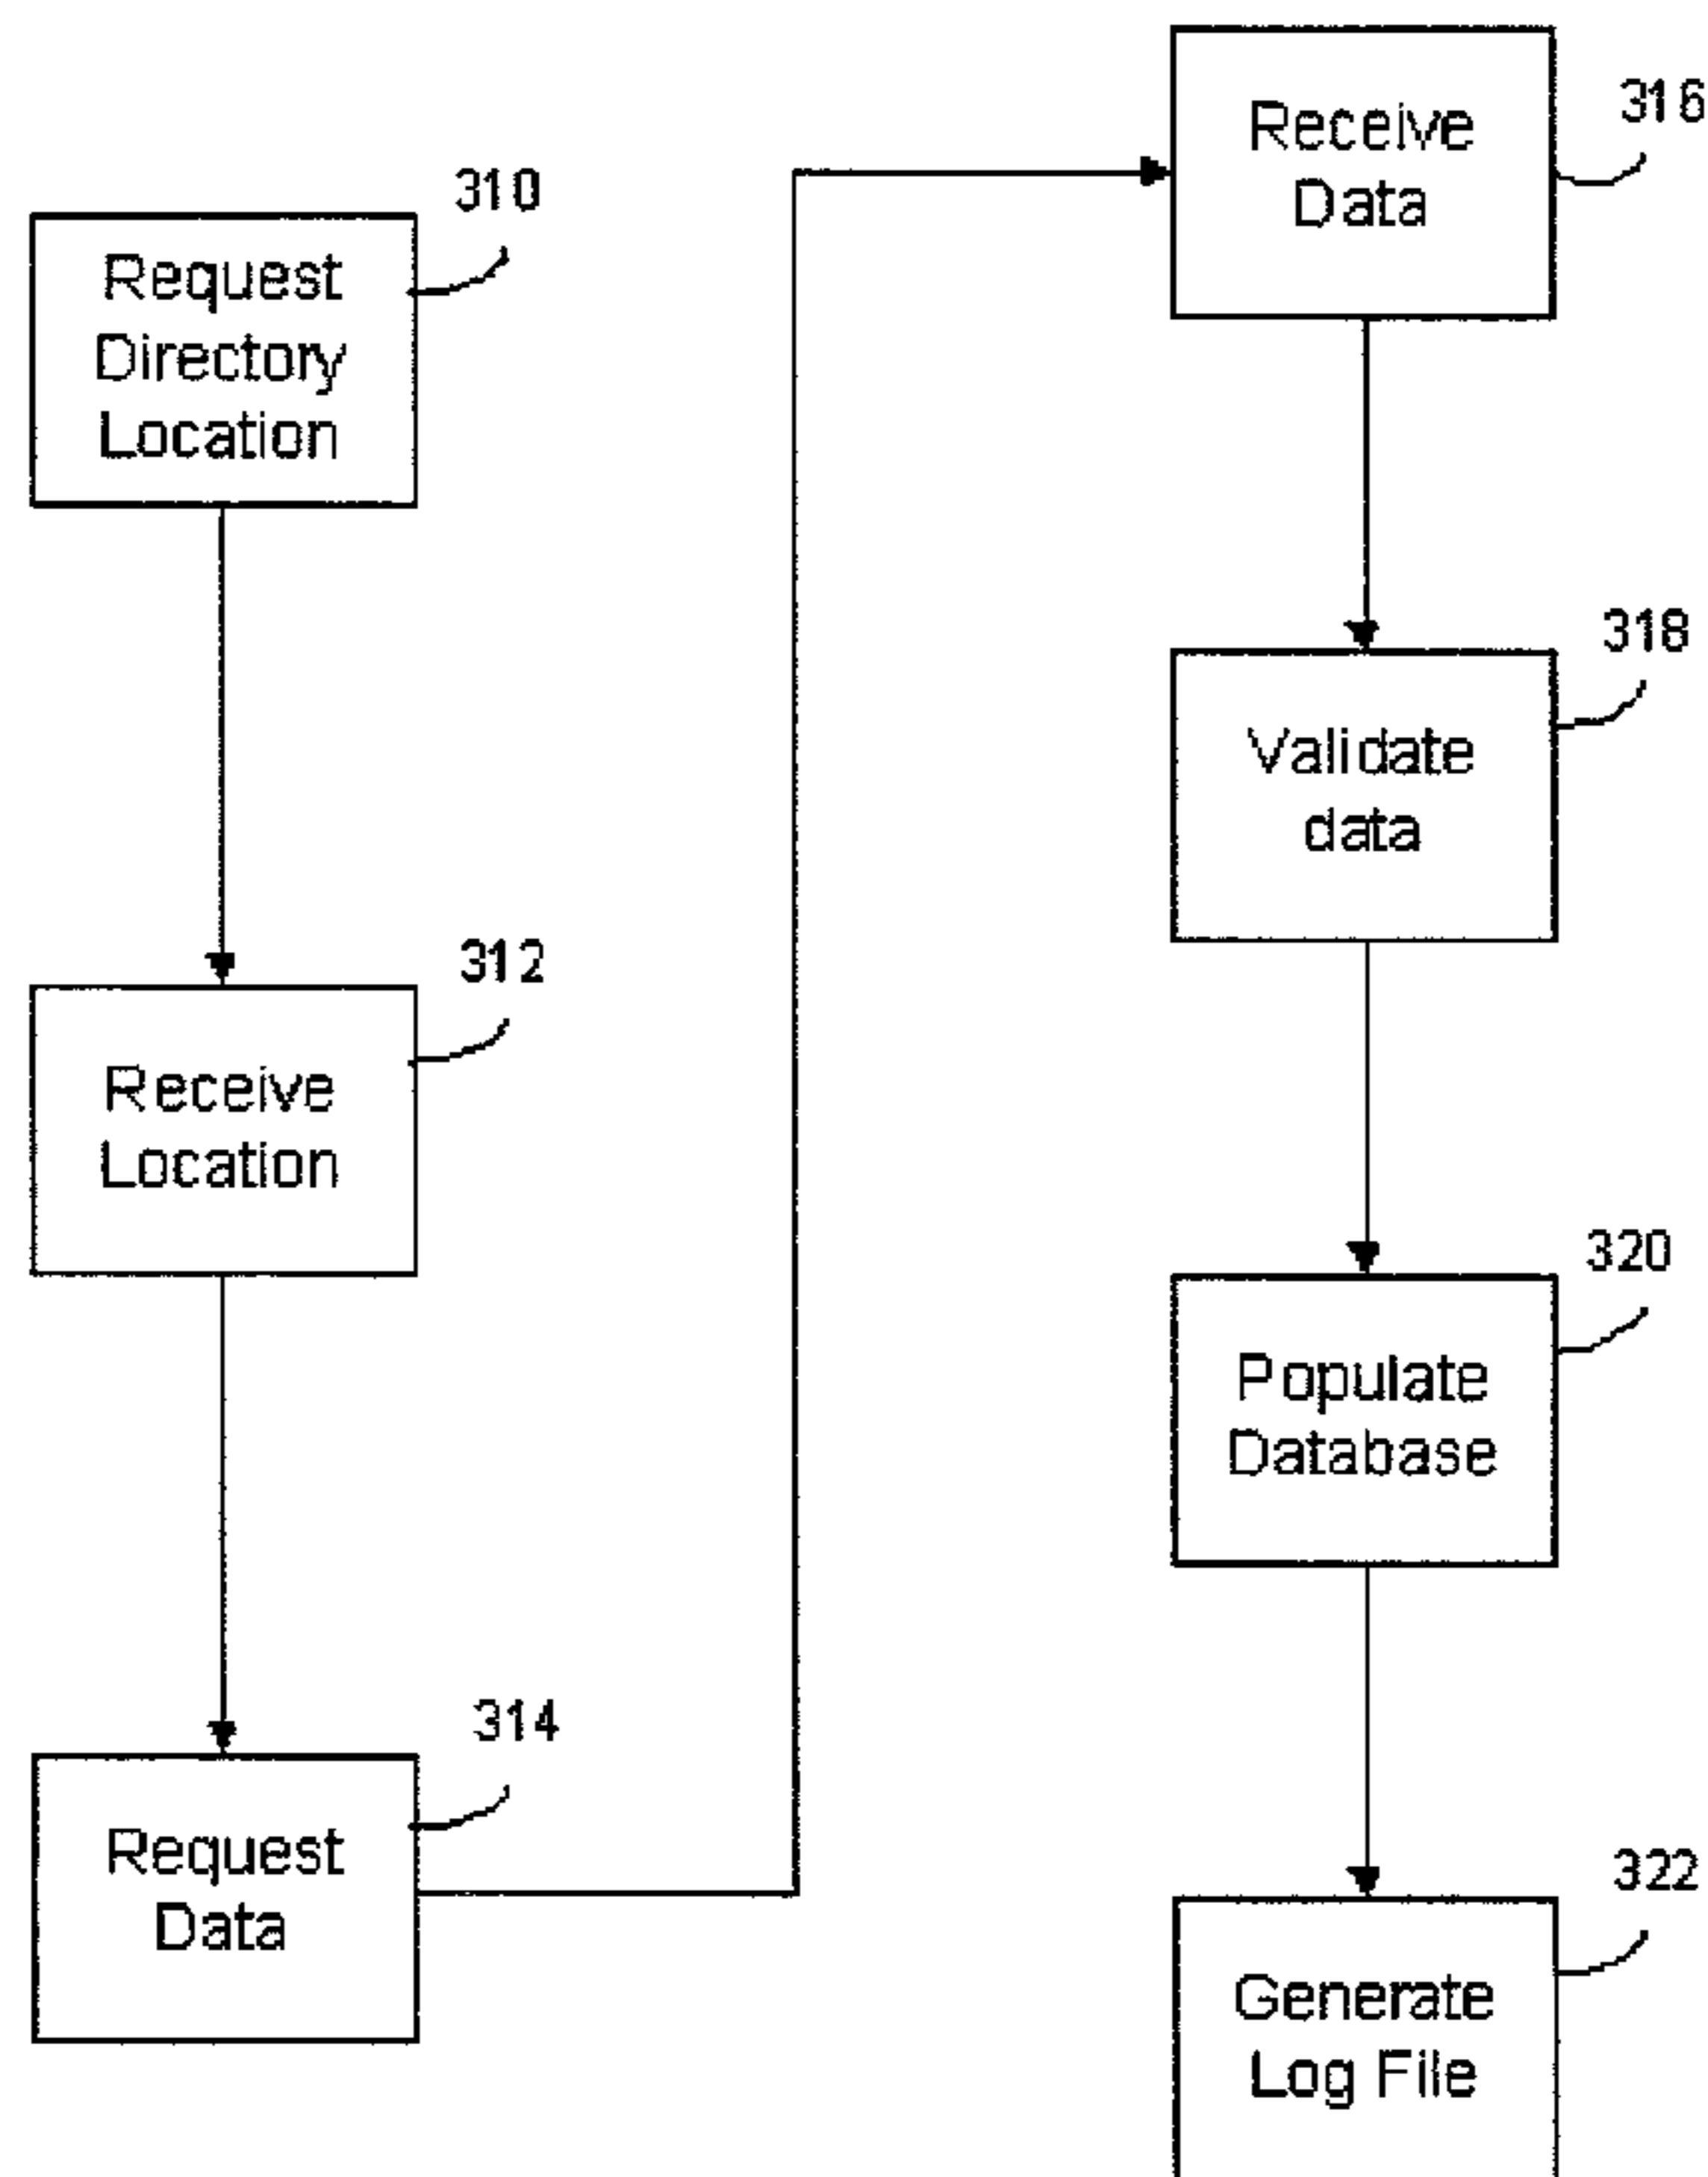 310
Request
Directory
Location
312
Receive
Location
314
Request
Data
316
Receive
Data
318
Validate
data
320
Populate
Database
322
Generate
Log File